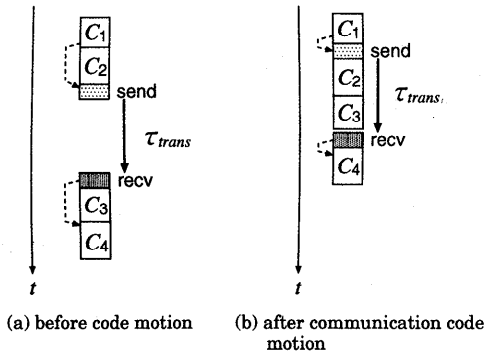 C1
C2
send
τtrans
recv
C3
C4
t
(a) before code motion
C1
send
C2
τtrans
C3
recv
C4
t
(b) after communication code
motion